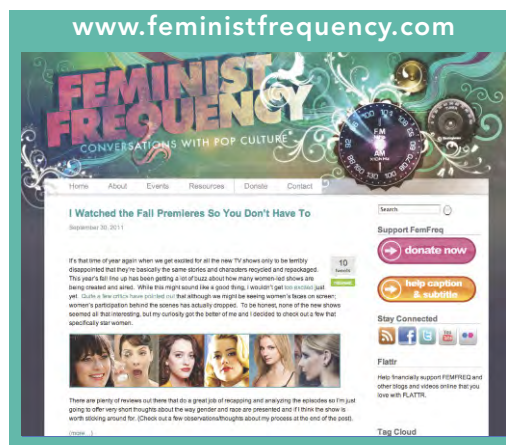 www.feministfrequency.com
FEMINIST
FREQUENCY
CONVERSATIONS WITH POP CULTURE
FM
AM
Home About Events Resources Donate Contact
I Watched the Fall Premieres So You Don't Have To
September 30, 2011
It's that time of year again when we get excited for all the new TV shows only to be terribly
disappointed that they're basically the same stories and characters recycled and repackaged.
This year's fall line up has been getting a lot of buzz about how many women-led shows are
being created and aired. While this might sound like a good thing, I wouldn't get too excited just
yet. Quite a few critics have pointed out that although we might be seeing women's faces on screen;
women's participation behind the scenes has actually dropped. To be honest, none of the new shows
seemed all that interesting, but my curiosity got the better of me and I decided to check out a few that
specifically star women.
10
There are plenty of reviews out there that do a great job of recapping and analyzing the episodes so I'm just
going to offer very short thoughts about the way gender and race are presented and if I think the show is
worth sticking around for. (Check out a few observations/thoughts about my process at the end of the post).
(more...)
Search
Support FemFreq
donate now
help caption
& subtitle
Stay Connected
Flattr
Help financially support FEMFREQ and
other blogs and videos online that you
love with FLATTR.
Tag Cloud